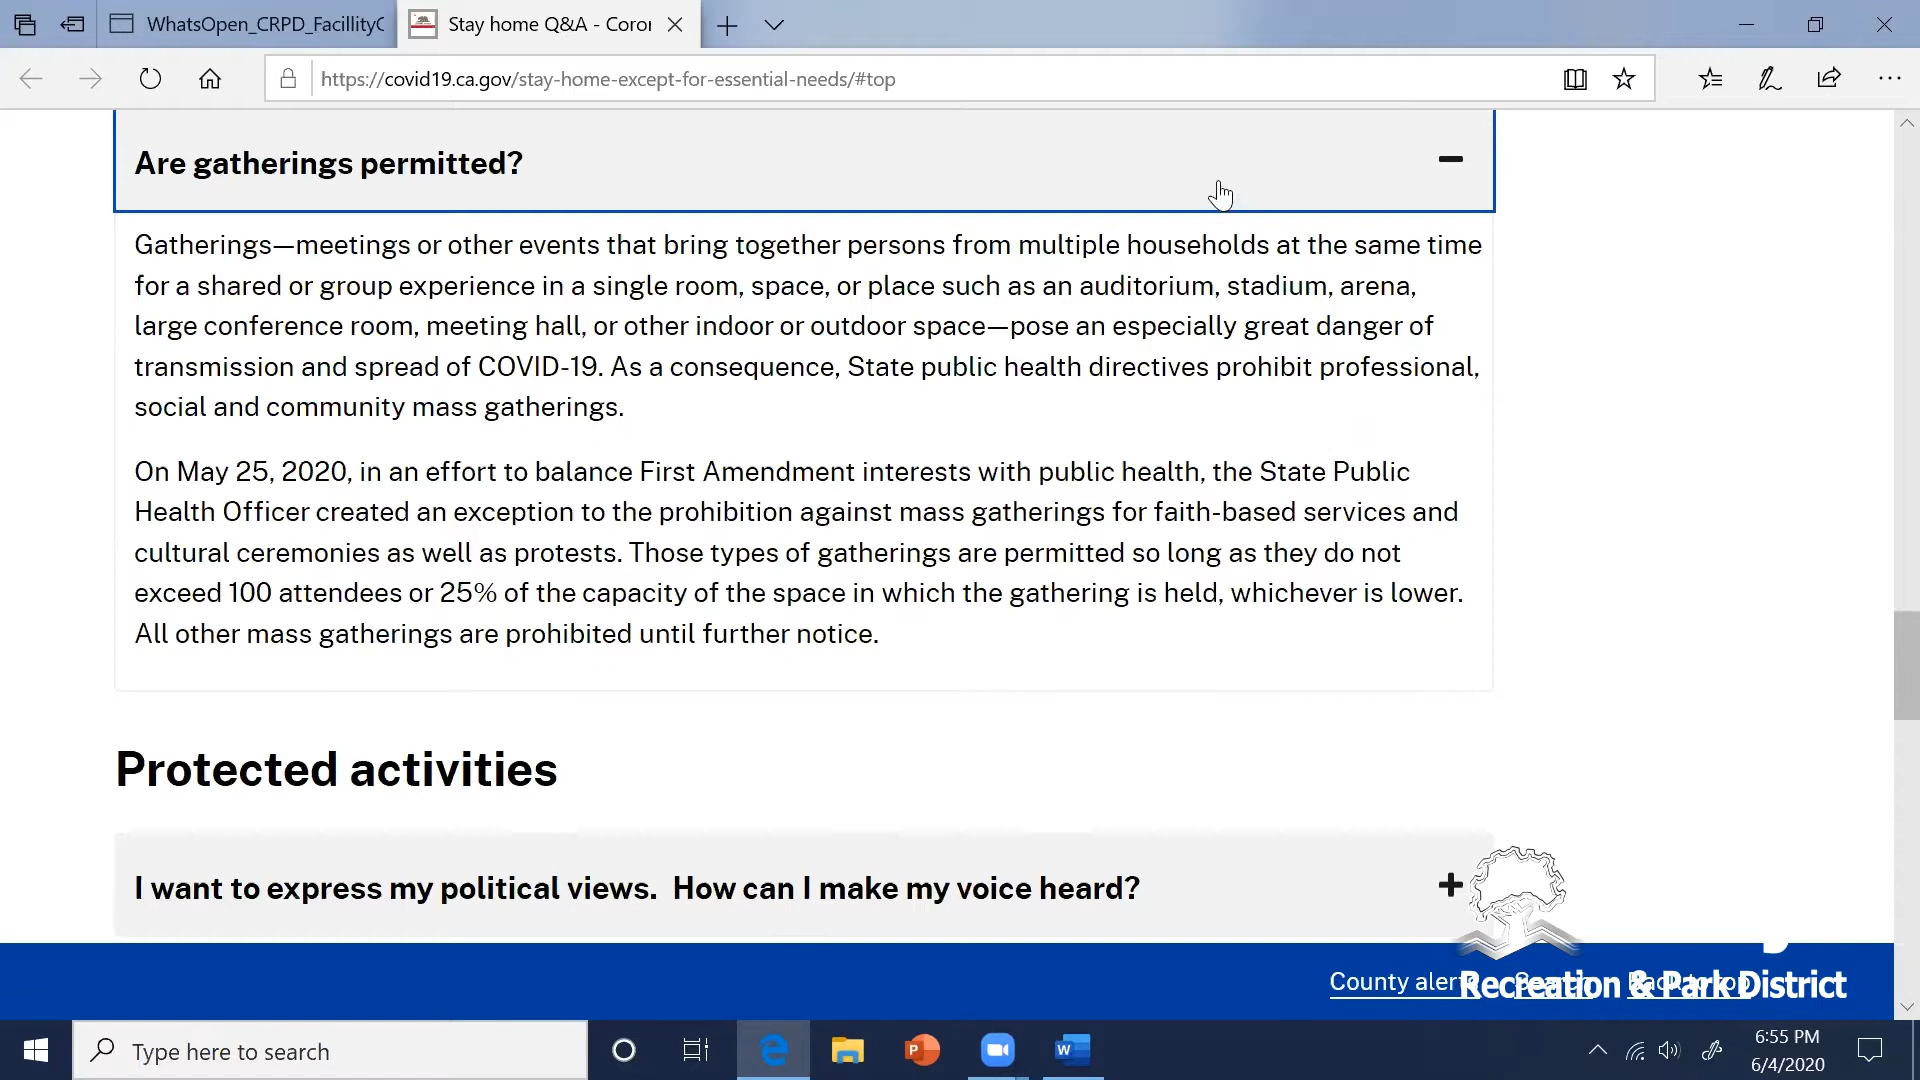 WhatsOpen_CRPD_FacillityC
Stay home Q&A - Coro
https://covid19.ca.gov/stay-home-except-for-essential-needs/#top
Are gatherings permitted?
Gatherings—meetings or other events that bring together persons from multiple households at the same time
for a shared or group experience in a single room, space, or place such as an auditorium, stadium, arena,
large conference room, meeting hall, or other indoor or outdoor space—pose an especially great danger of
transmission and spread of COVID-19. As a consequence, State public health directives prohibit professional,
social and community mass gatherings.
On May 25, 2020, in an effort to balance First Amendment interests with public health, the State Public
Health Officer created an exception to the prohibition against mass gatherings for faith-based services and
cultural ceremonies as well as protests. Those types of gatherings are permitted so long as they do not
exceed 100 attendees or 25% of the capacity of the space in which the gathering is held, whichever is lower.
All other mass gatherings are prohibited until further notice.
Protected activities
I want to express my political views.  How can I make my voice heard?
County alerts
Recreation & Park District
Type here to search
6:55 PM
6/4/2020